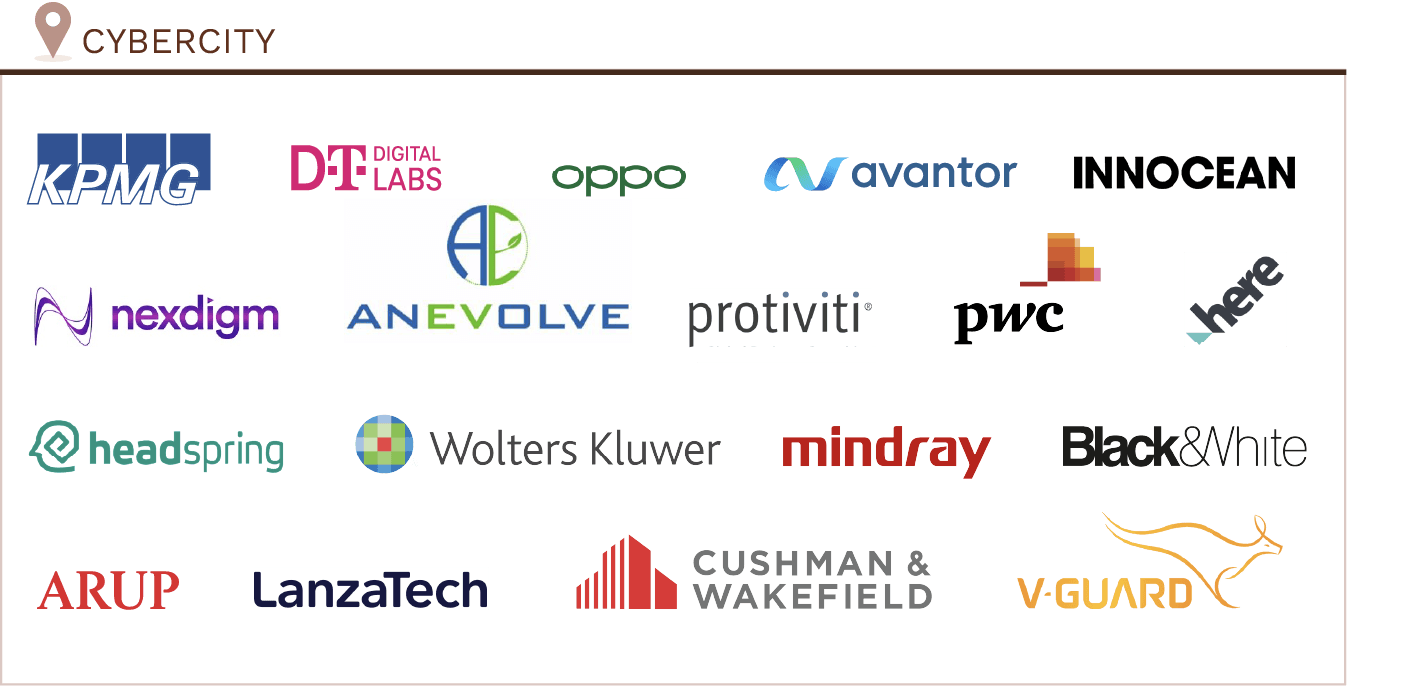 CYBERCITY
KPMG
DT DIGITAL
LABS
oppo
avantor
INNOCEAN
nexdigm
AE
ANEVOLVE
protiviti®
pwc
here
headspring
Wolters Kluwer
mindray
Black&White
ARUP
LanzaTech
CUSHMAN &
WAKEFIELD
V-GUARD